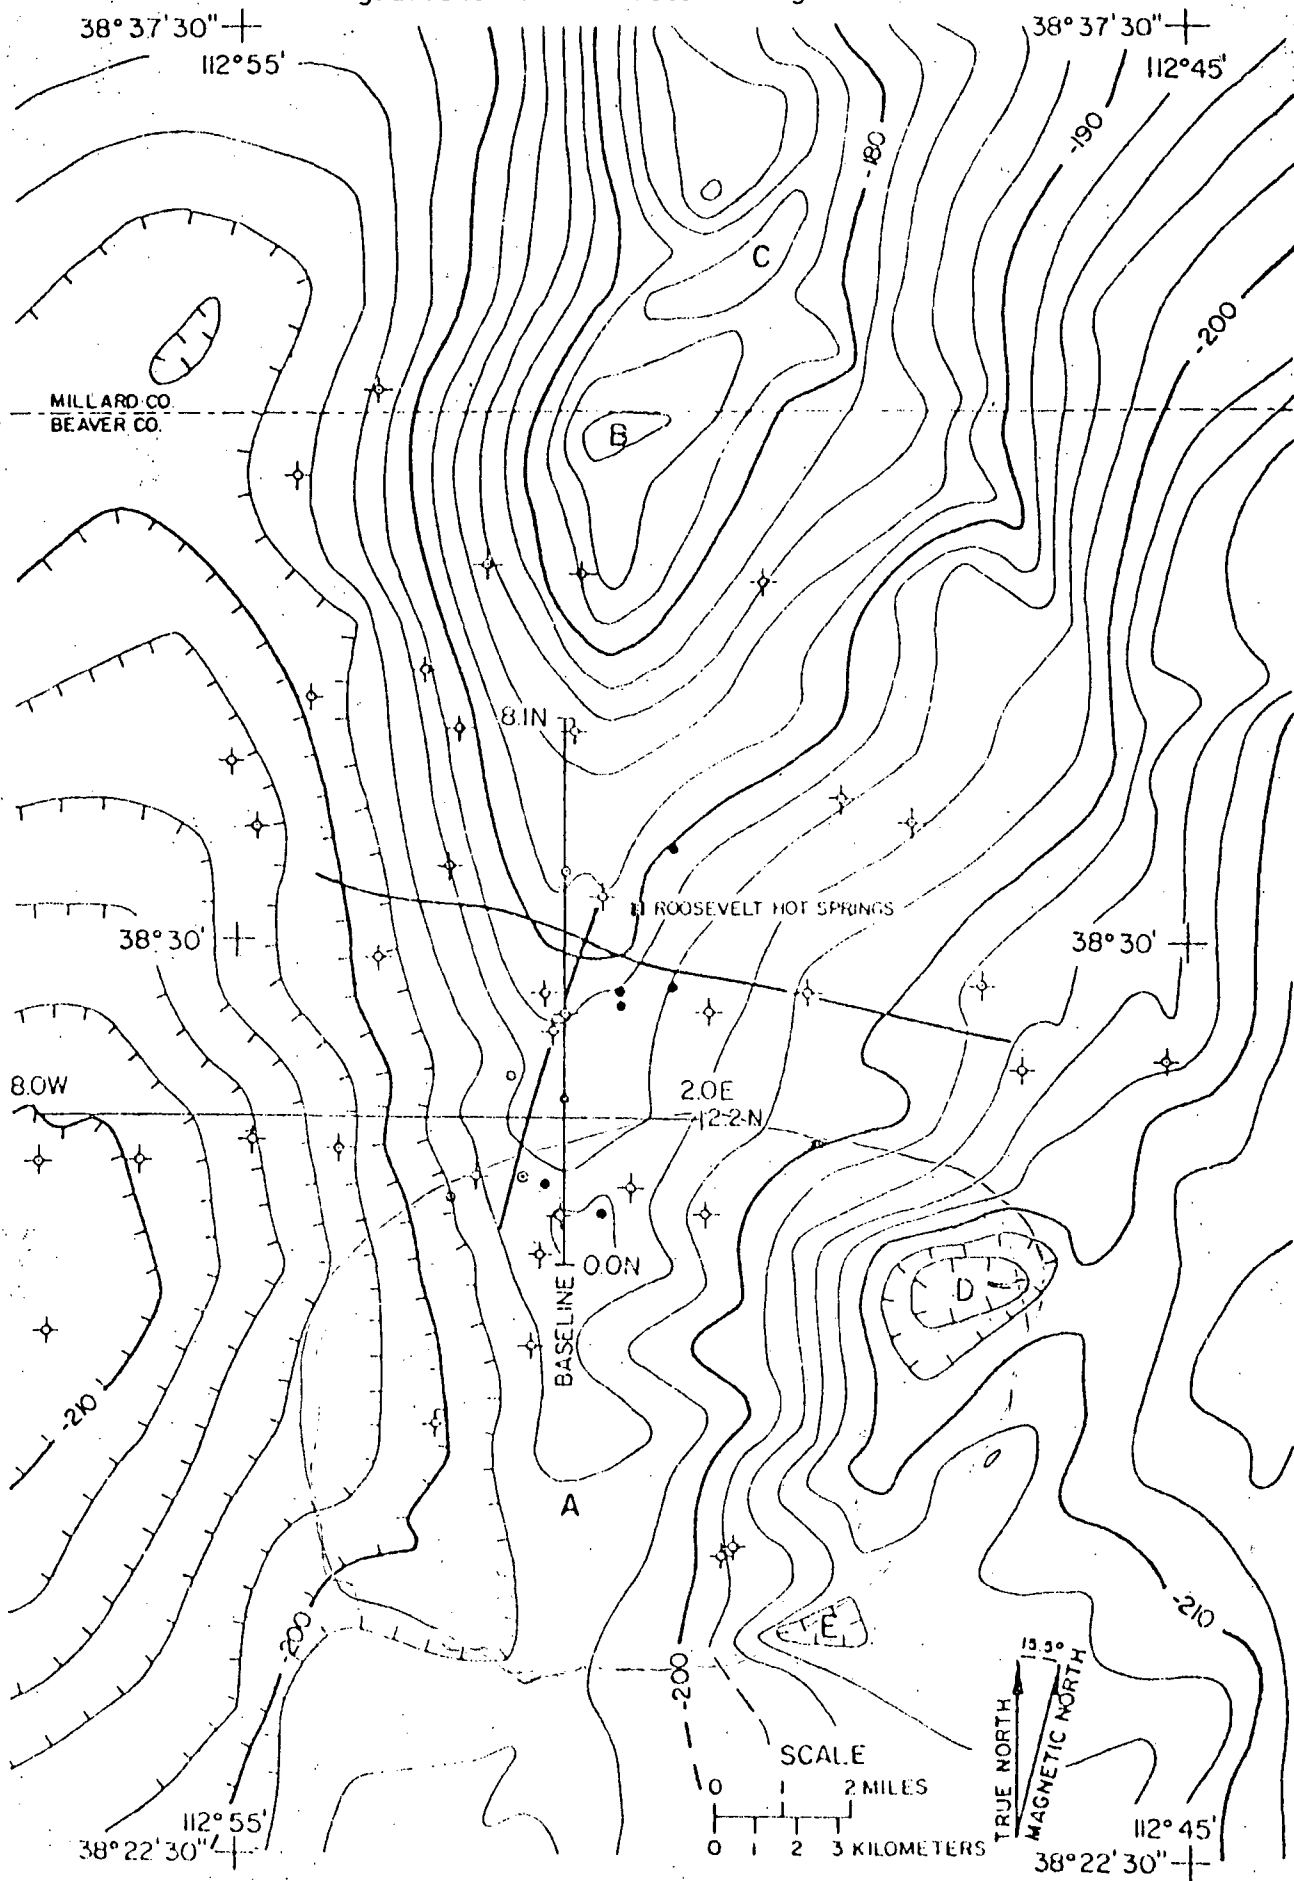 38°37'30"
38°37'30"
112°55'
112°45'
-180
-190
C
-200
MILLARD CO.
BEAVER CO.
B
8.1N
ROOSEVELT HOT SPRINGS
38°30'
38°30'
8.0W
2.0E
2.2N
D
0.0N
BASELINE
-210
A
-200
E
-210
-200
15.5°
TRUE NORTH
MAGNETIC NORTH
SCALE
0 1 2 MILES
0 1 2 3 KILOMETERS
112°55'
112°45'
38°22'30"
38°22'30"